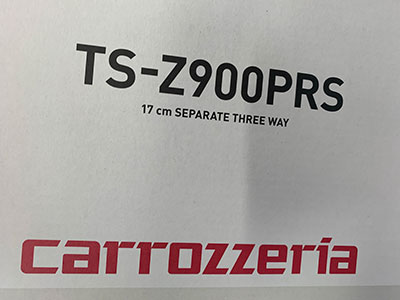 TS-Z900PRS
17 cm SEPARATE THREE WAY
carrozzeria